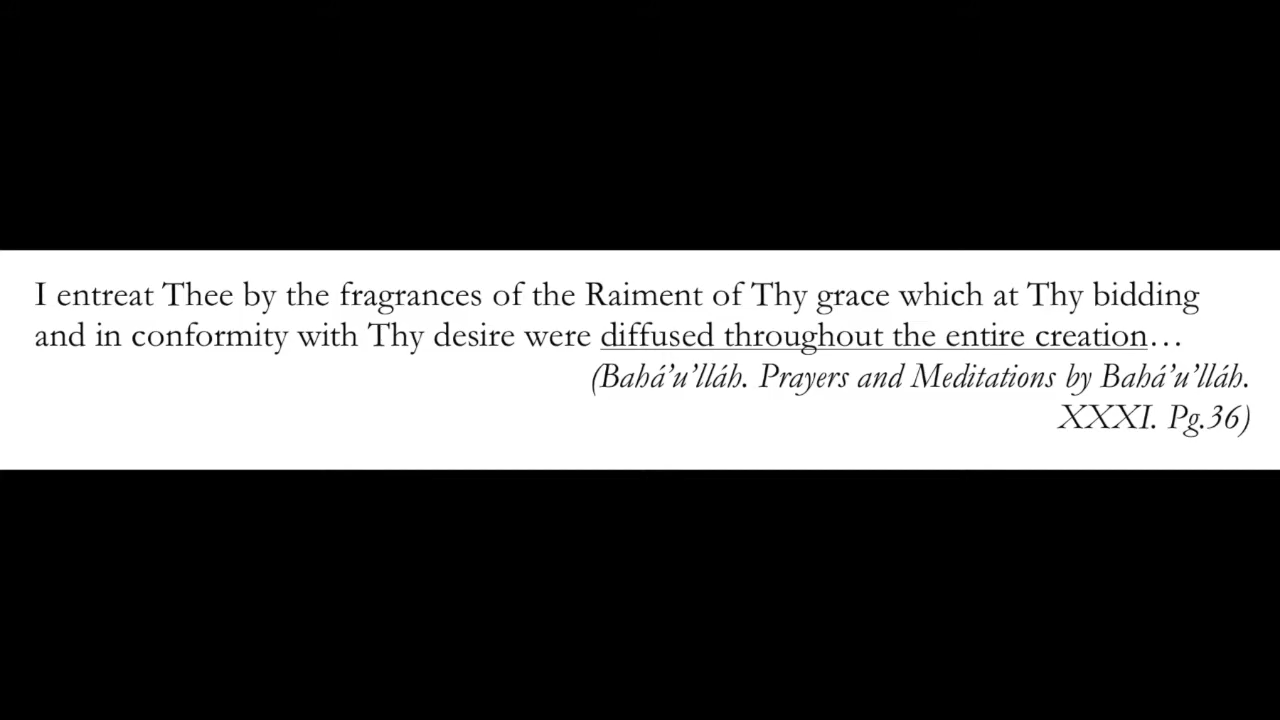 I entreat Thee by the fragrances of the Raiment of Thy grace which at Thy bidding
and in conformity with Thy desire were diffused throughout the entire creation…
(Bahá’u’lláh. Prayers and Meditations by Bahá’u’lláh.
XXXI. Pg.36)